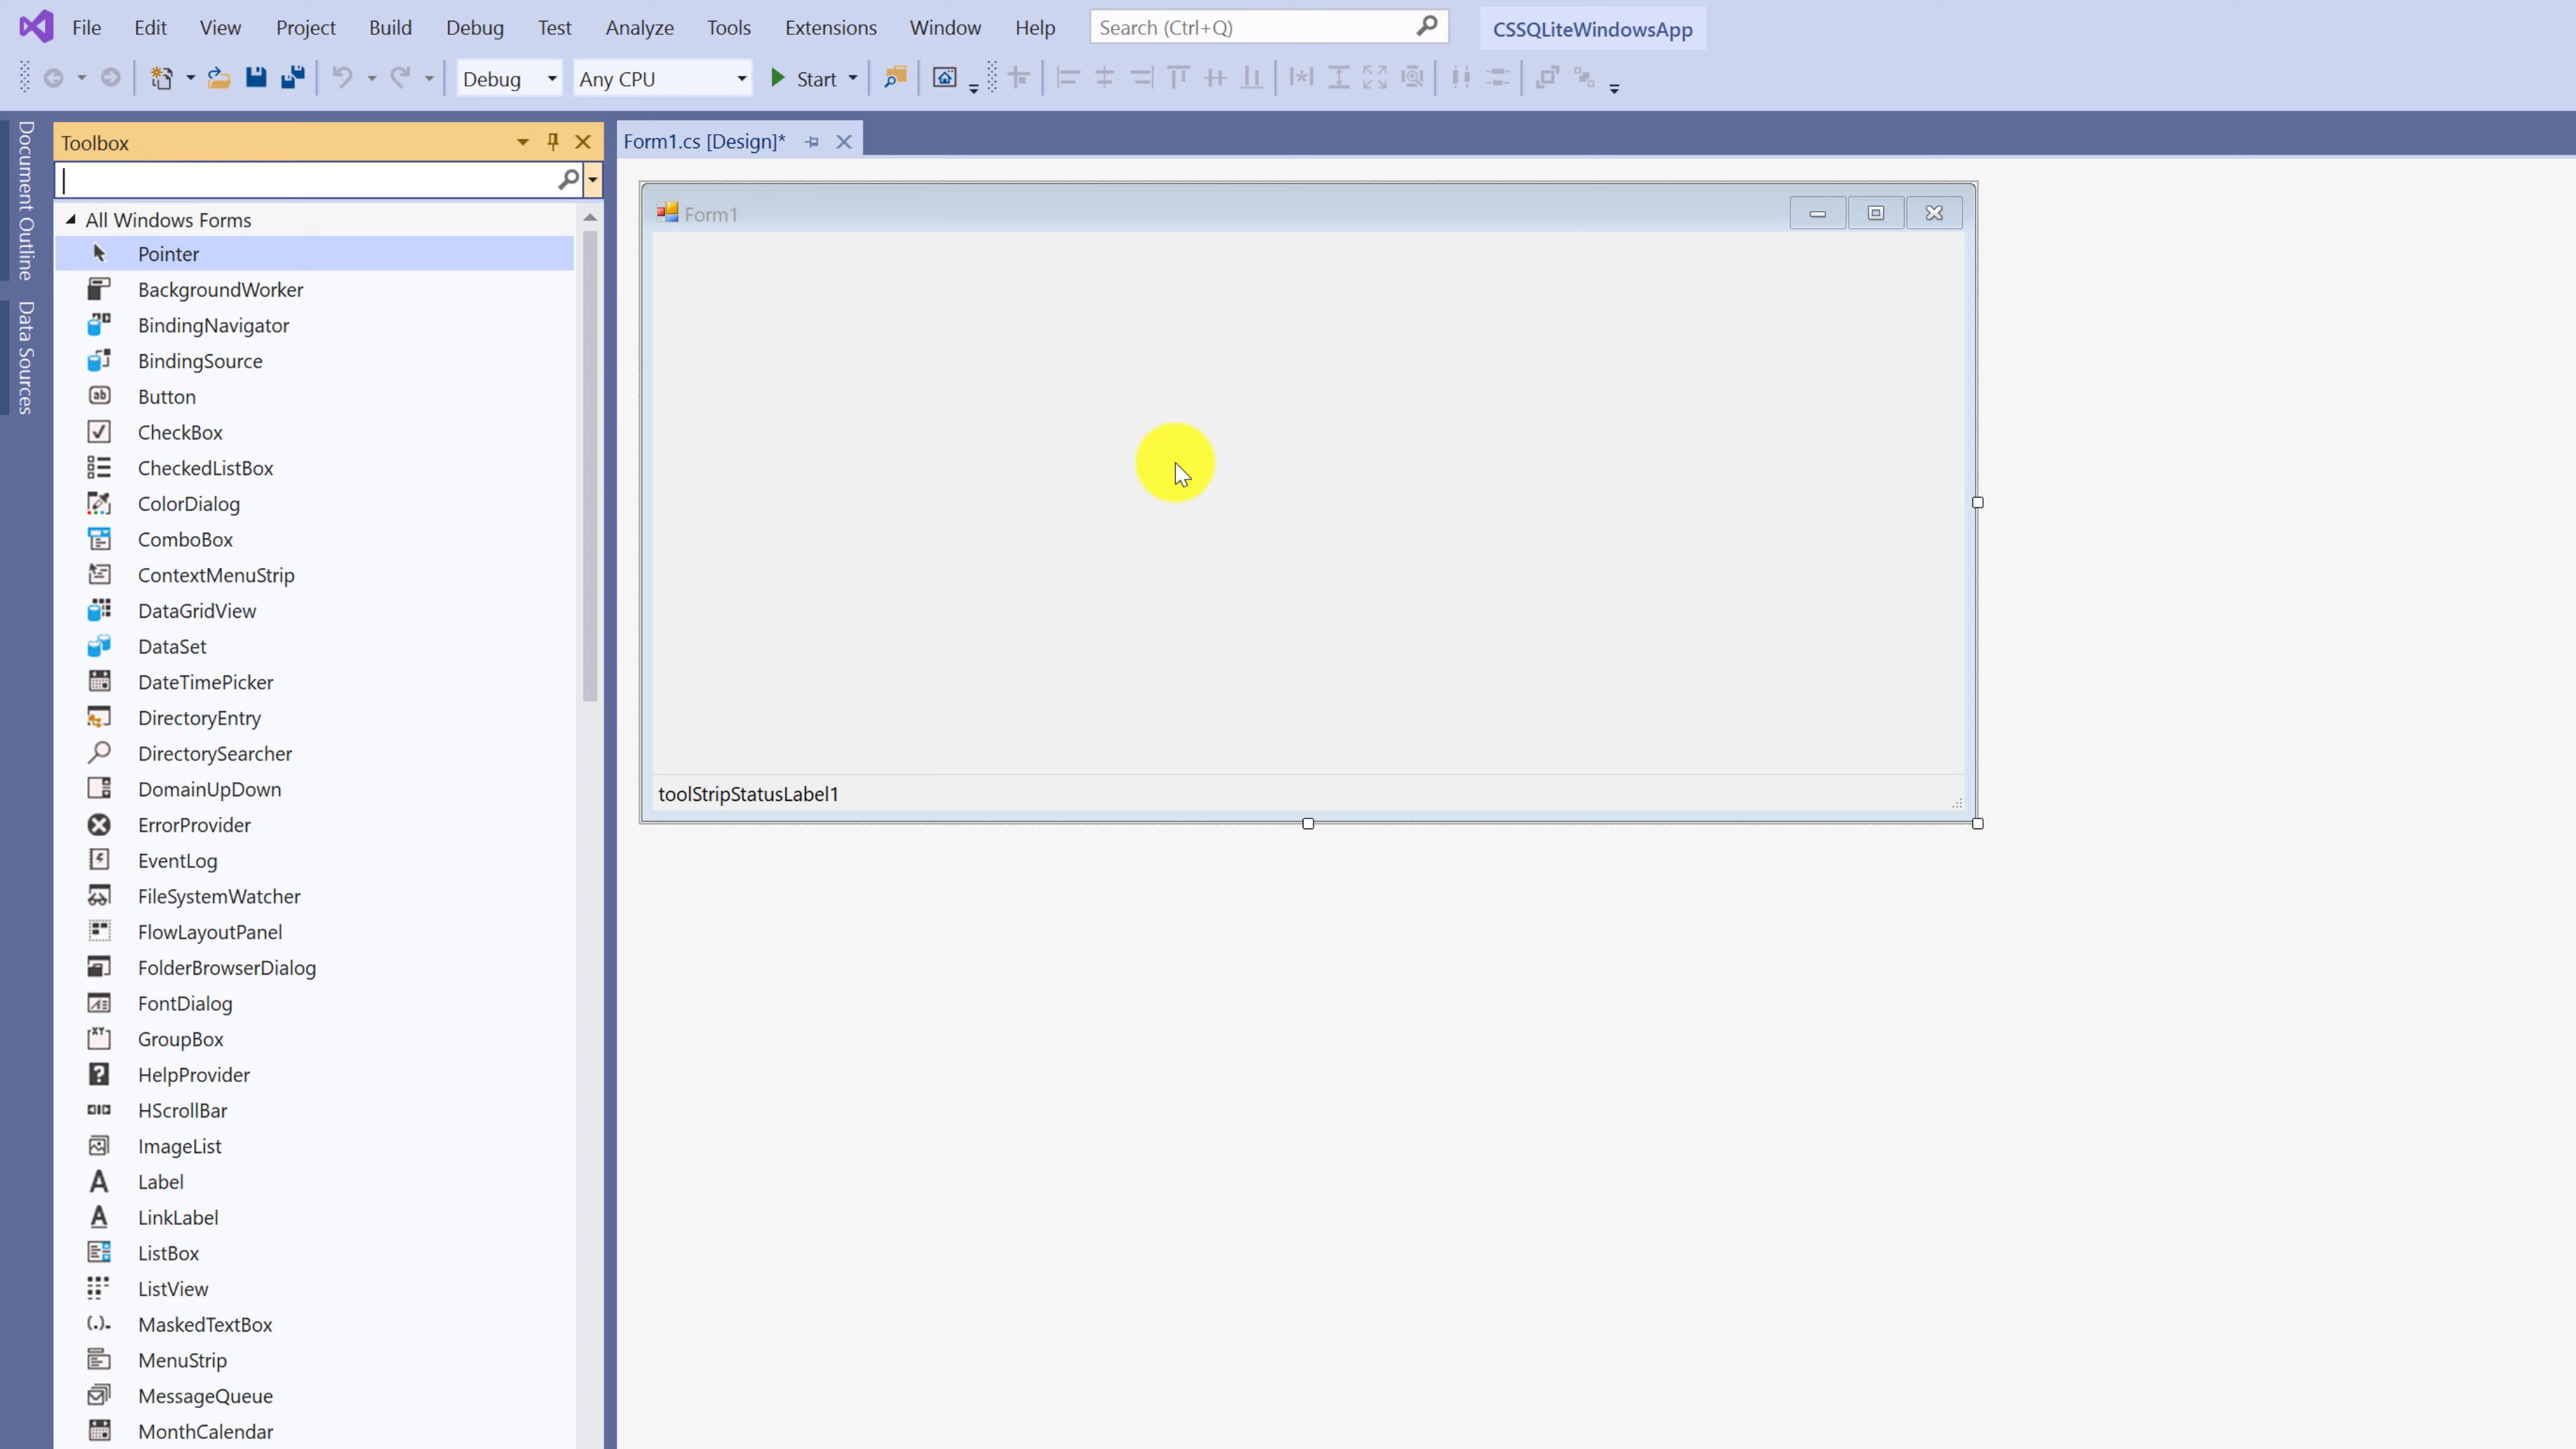 File Edit View Project Build Debug Test Analyze Tools Extensions Window Help Search (Ctrl+Q) CSSQLiteWindowsApp
Debug Any CPU Start
Document Outline
Data Sources
Toolbox
Form1.cs [Design]*
All Windows Forms
Form1
Pointer
BackgroundWorker
BindingNavigator
BindingSource
Button
CheckBox
CheckedListBox
ColorDialog
ComboBox
ContextMenuStrip
DataGridView
DataSet
DateTimePicker
DirectoryEntry
DirectorySearcher
DomainUpDown
toolStripStatusLabel1
ErrorProvider
EventLog
FileSystemWatcher
FlowLayoutPanel
FolderBrowserDialog
FontDialog
GroupBox
HelpProvider
HScrollBar
ImageList
Label
LinkLabel
ListBox
ListView
MaskedTextBox
MenuStrip
MessageQueue
MonthCalendar